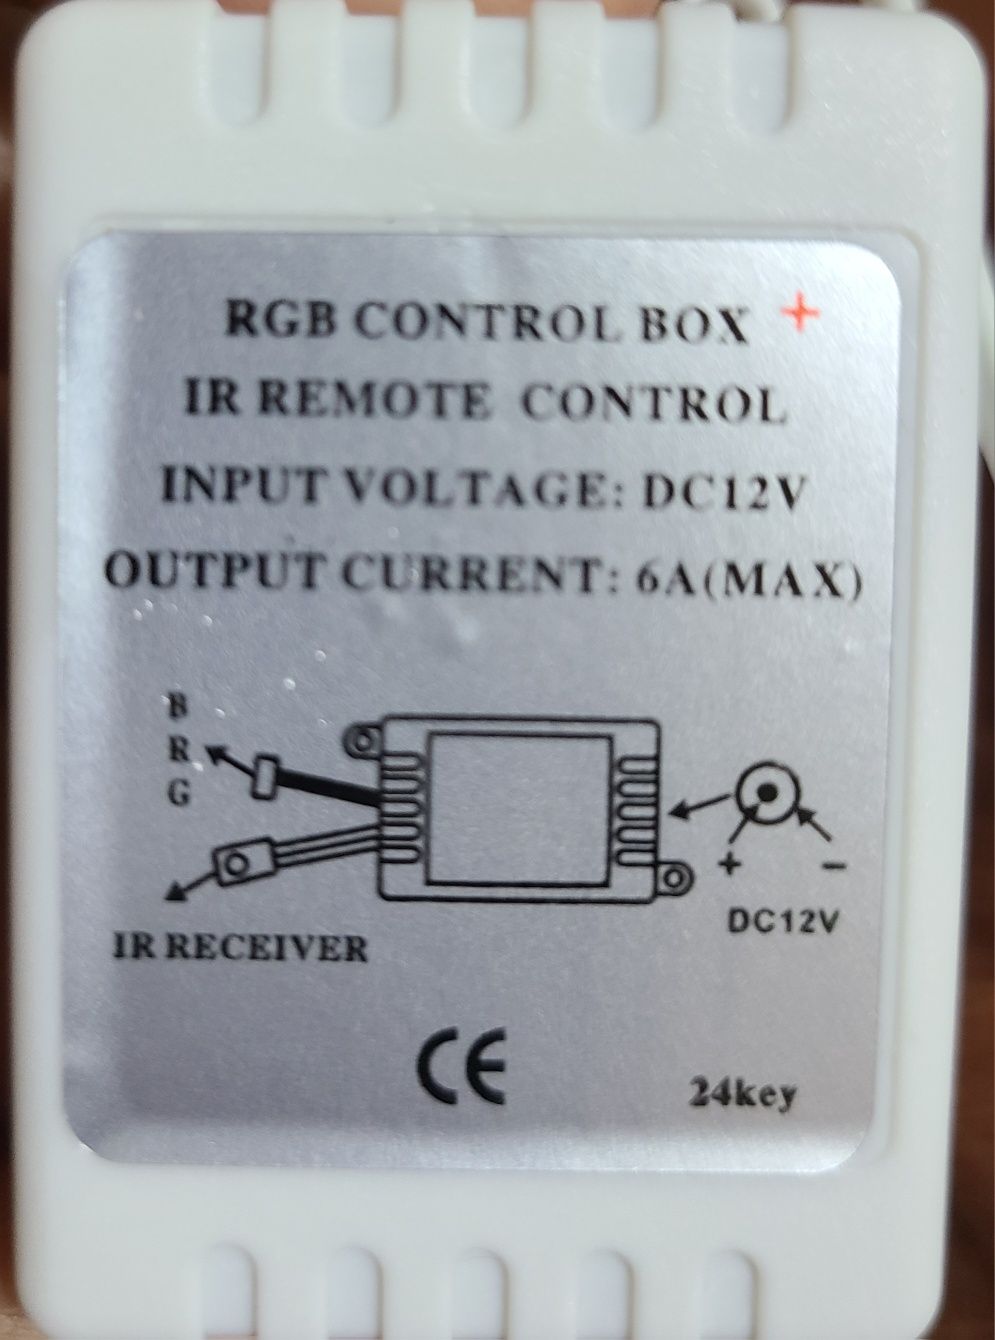 RGB CONTROL BOX +
IR REMOTE CONTROL
INPUT VOLTAGE: DC12V
OUTPUT CURRENT: 6A(MAX)
B
R
G
+ −
DC12V
IR RECEIVER
CE
24key